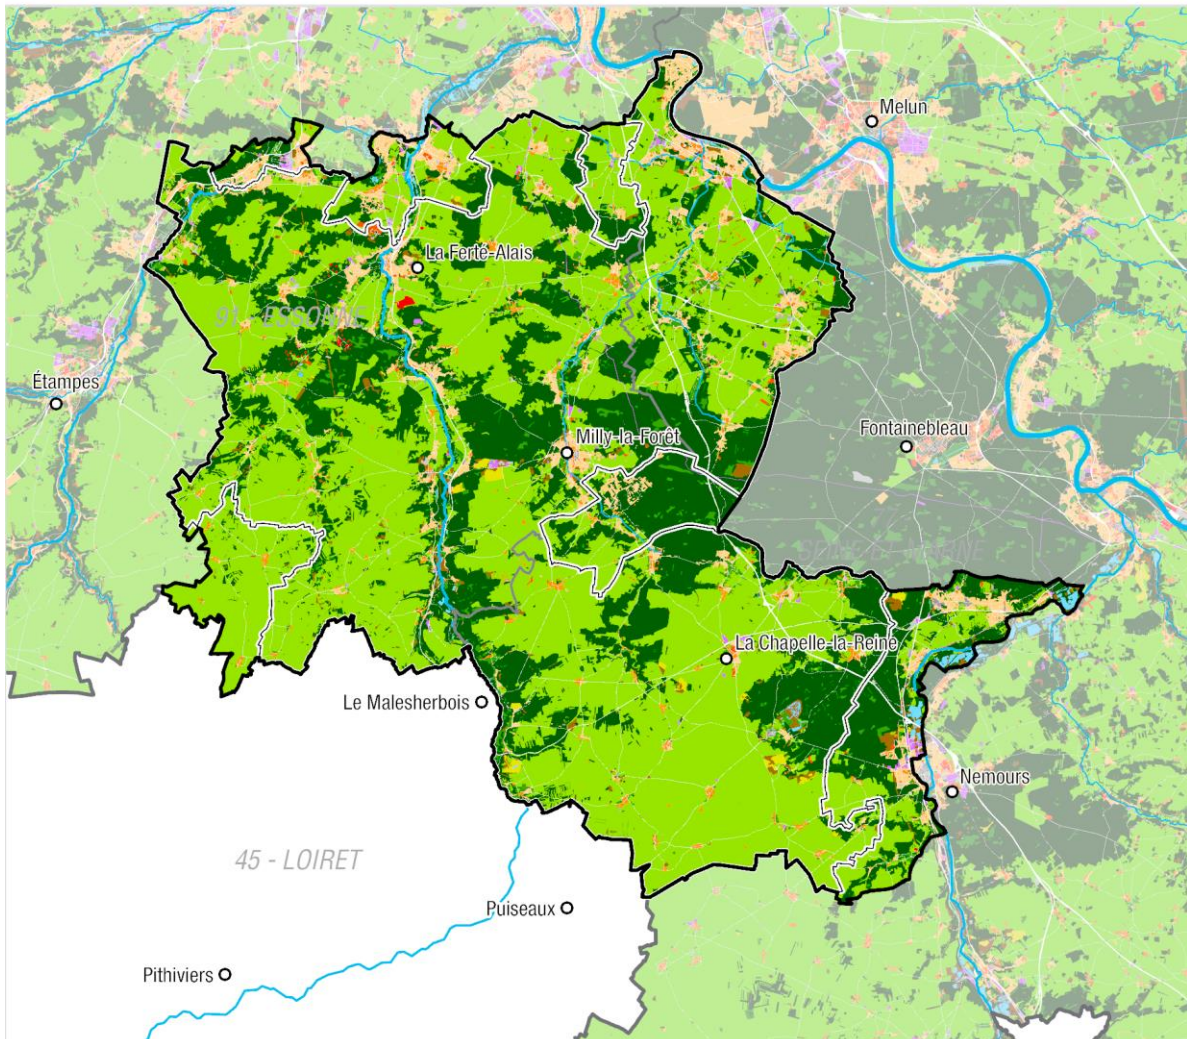 Melun
La Ferté-Alais
91 - ESSONNE
Étampes
Fontainebleau
Milly-la-Forêt
La Chapelle-la-Reine
Le Malesherbois
Nemours
45 - LOIRET
Puiseaux
Pithiviers